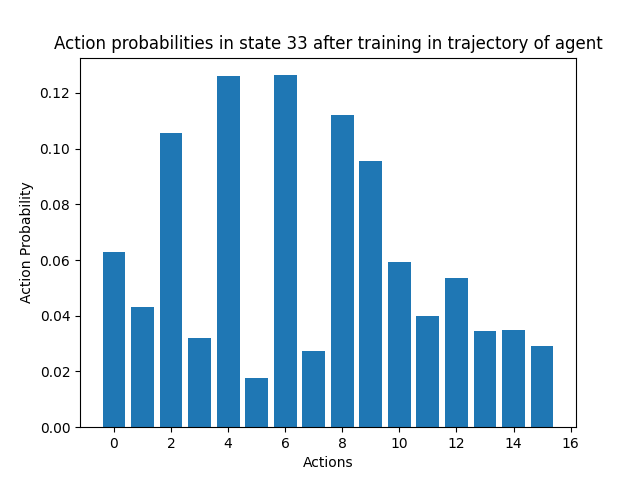 Action probabilities in state 33 after training in trajectory of agent
0.12
0.10
0.08
0.06
0.04
0.02
0.00
Action Probability
0 2 4 6 8 10 12 14 16
Actions